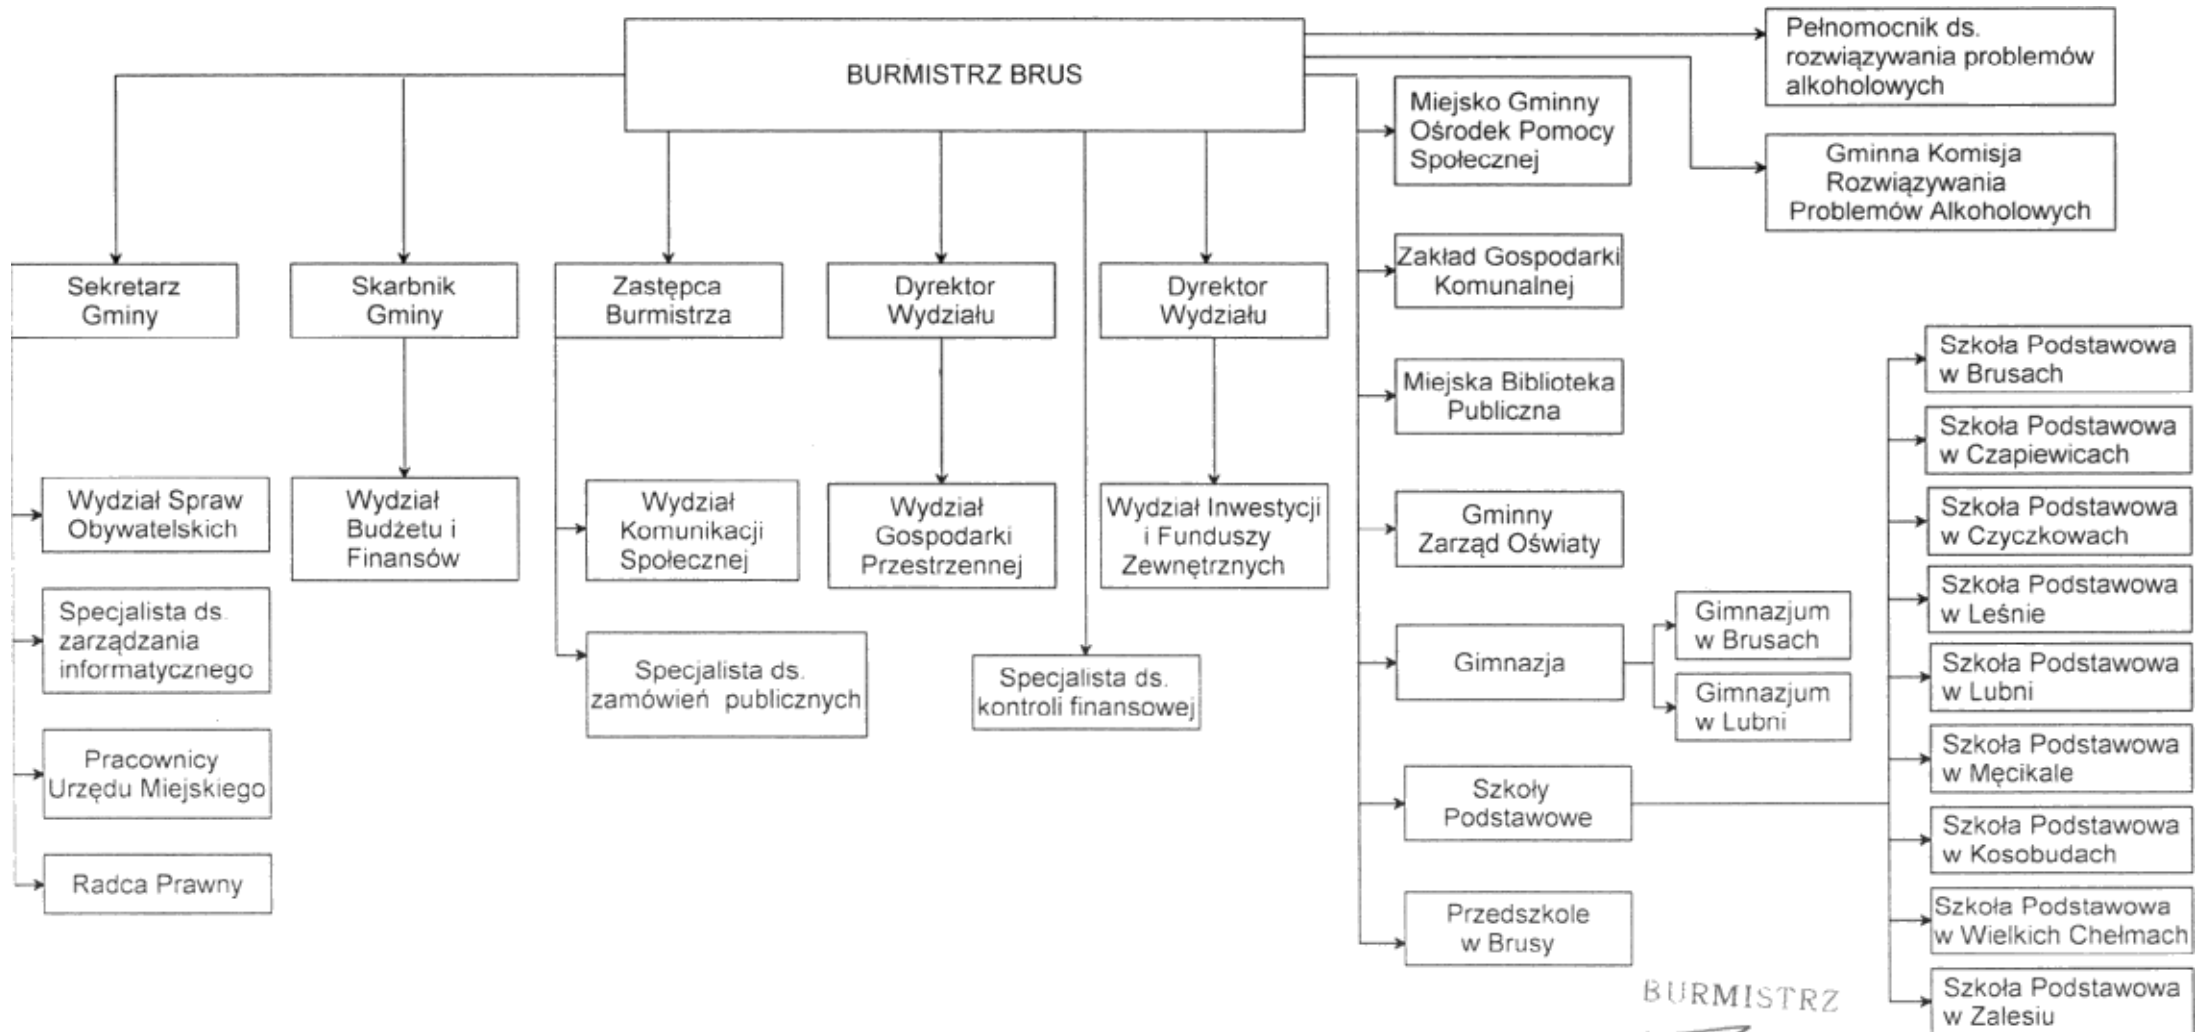 BURMISTRZ BRUS
Pełnomocnik ds.
rozwiązywania problemów
alkoholowych
Gminna Komisja
Rozwiązywania
Problemów Alkoholowych
Sekretarz
Gminy
Skarbnik
Gminy
Zastępca
Burmistrza
Dyrektor
Wydziału
Dyrektor
Wydziału
Wydział Spraw
Obywatelskich
Specjalista ds.
zarządzania
informatycznego
Pracownicy
Urzędu Miejskiego
Radca Prawny
Wydział
Budżetu i
Finansów
Wydział
Komunikacji
Społecznej
Specjalista ds.
zamówień publicznych
Wydział
Gospodarki
Przestrzennej
Specjalista ds.
kontroli finansowej
Wydział Inwestycji
i Funduszy
Zewnętrznych
Miejsko Gminny
Ośrodek Pomocy
Społecznej
Zakład Gospodarki
Komunalnej
Miejska Biblioteka
Publiczna
Gminny
Zarząd Oświaty
Gimnazja
Gimnazjum
w Brusach
Gimnazjum
w Lubni
Szkoły
Podstawowe
Przedszkole
w Brusy
Szkoła Podstawowa
w Brusach
Szkoła Podstawowa
w Czapiewicach
Szkoła Podstawowa
w Czyczkowach
Szkoła Podstawowa
w Leśnie
Szkoła Podstawowa
w Lubni
Szkoła Podstawowa
w Męcikale
Szkoła Podstawowa
w Kosobudach
Szkoła Podstawowa
w Wielkich Chełmach
Szkoła Podstawowa
w Zalesiu
BURMISTRZ